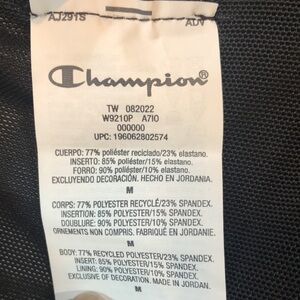 AJ291S ADV
Champion®
TW 082022
W9210P A7IO
000000
UPC: 196062802574
CUERPO: 77% poliéster reciclado/23% elastano.
INSERTO: 85% poliéster/15% elastano.
FORRO: 90% poliéster/10% elastano.
EXCLUYENDO DECORACIÓN. HECHO EN JORDANIA.
M
CORPS: 77% POLYESTER RECYCLÉ/23% SPANDEX.
INSERTION: 85% POLYESTER/15% SPANDEX.
DOUBLURE: 90% POLYESTER/10% SPANDEX.
ORNEMENTS NON COMPRIS. FABRIQUÉ EN JORDANIE.
M
BODY: 77% RECYCLED POLYESTER/23% SPANDEX.
INSERT: 85% POLYESTER/15% SPANDEX.
LINING: 90% POLYESTER/10% SPANDEX.
EXCLUSIVE OF DECORATION. MADE IN JORDAN.
M